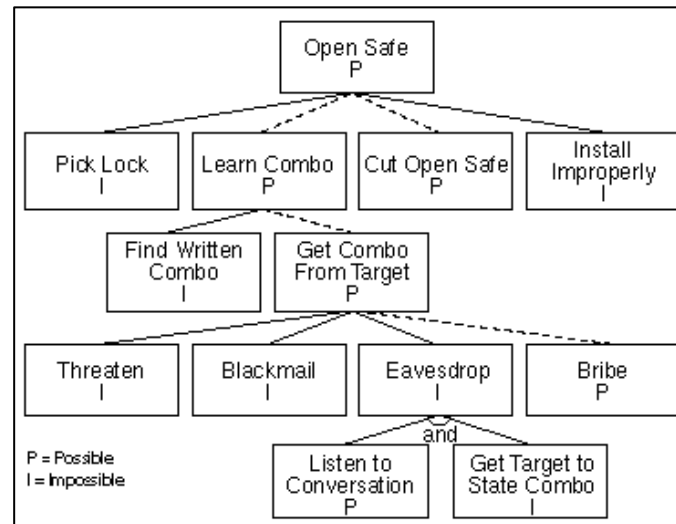 Open Safe
P
Pick Lock
I
Learn Combo
P
Cut Open Safe
P
Install
Improperly
I
Find Written
Combo
I
Get Combo
From Target
P
Threaten
I
Blackmail
I
Eavesdrop
I
Bribe
P
and
Listen to
Conversation
P
Get Target to
State Combo
I
P = Possible
I = Impossible